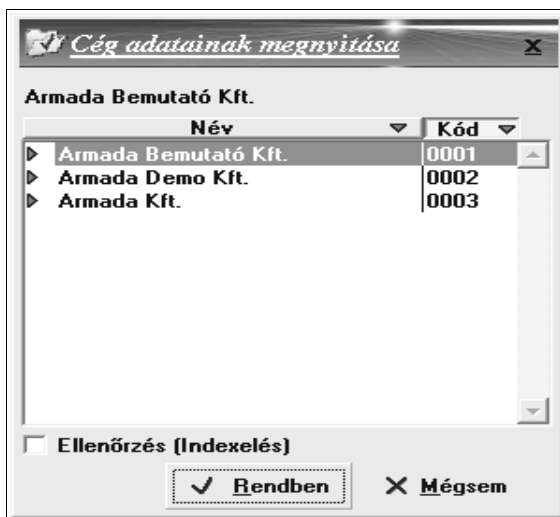 Cég adatainak megnyitása
Armada Bemutató Kft.
Név Kód
Armada Bemutató Kft. 0001
Armada Demo Kft. 0002
Armada Kft. 0003
Ellenőrzés (Indexelés)
Rendben Mégsem